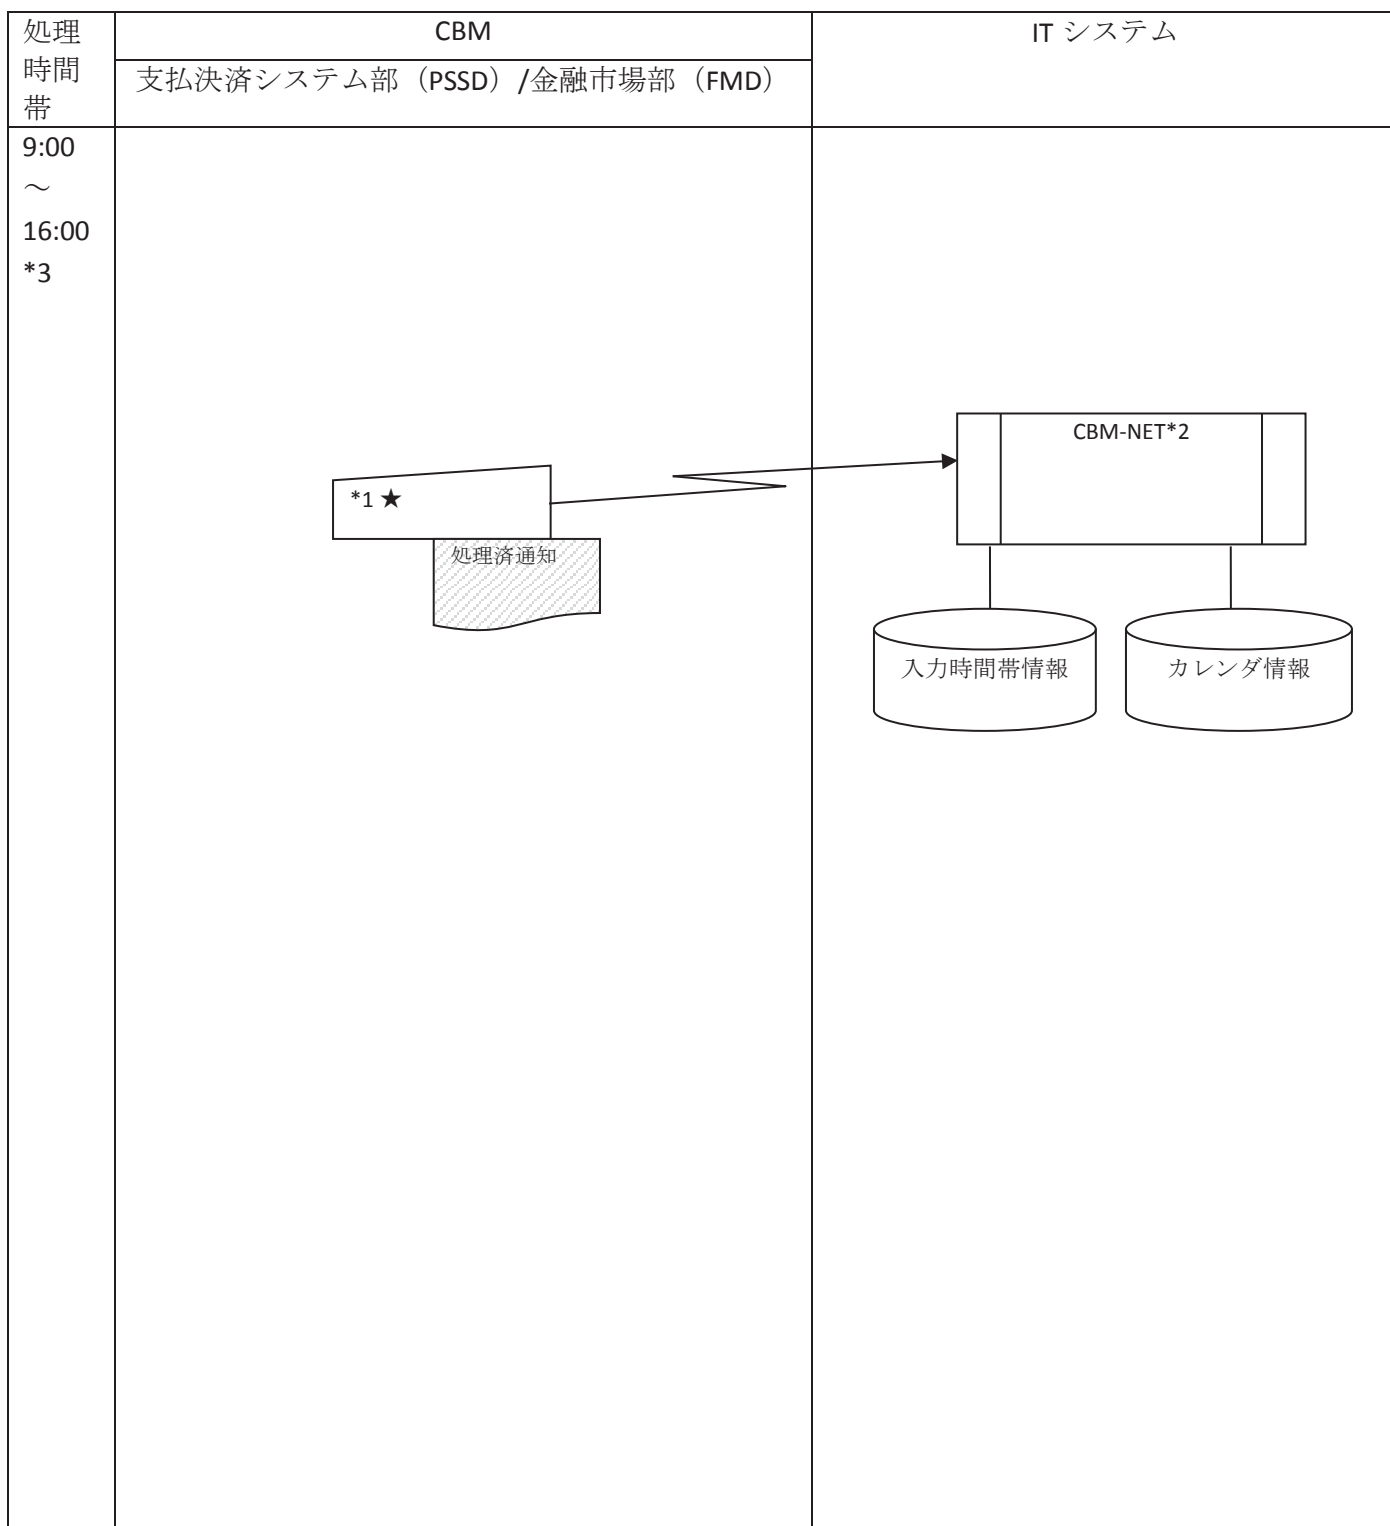 処理
時間
帯
CBM
IT システム
支払決済システム部（PSSD）/金融市場部（FMD）
9:00
～
16:00
*3
CBM-NET*2
*1 ★
処理済通知
入力時間帯情報
カレンダ情報